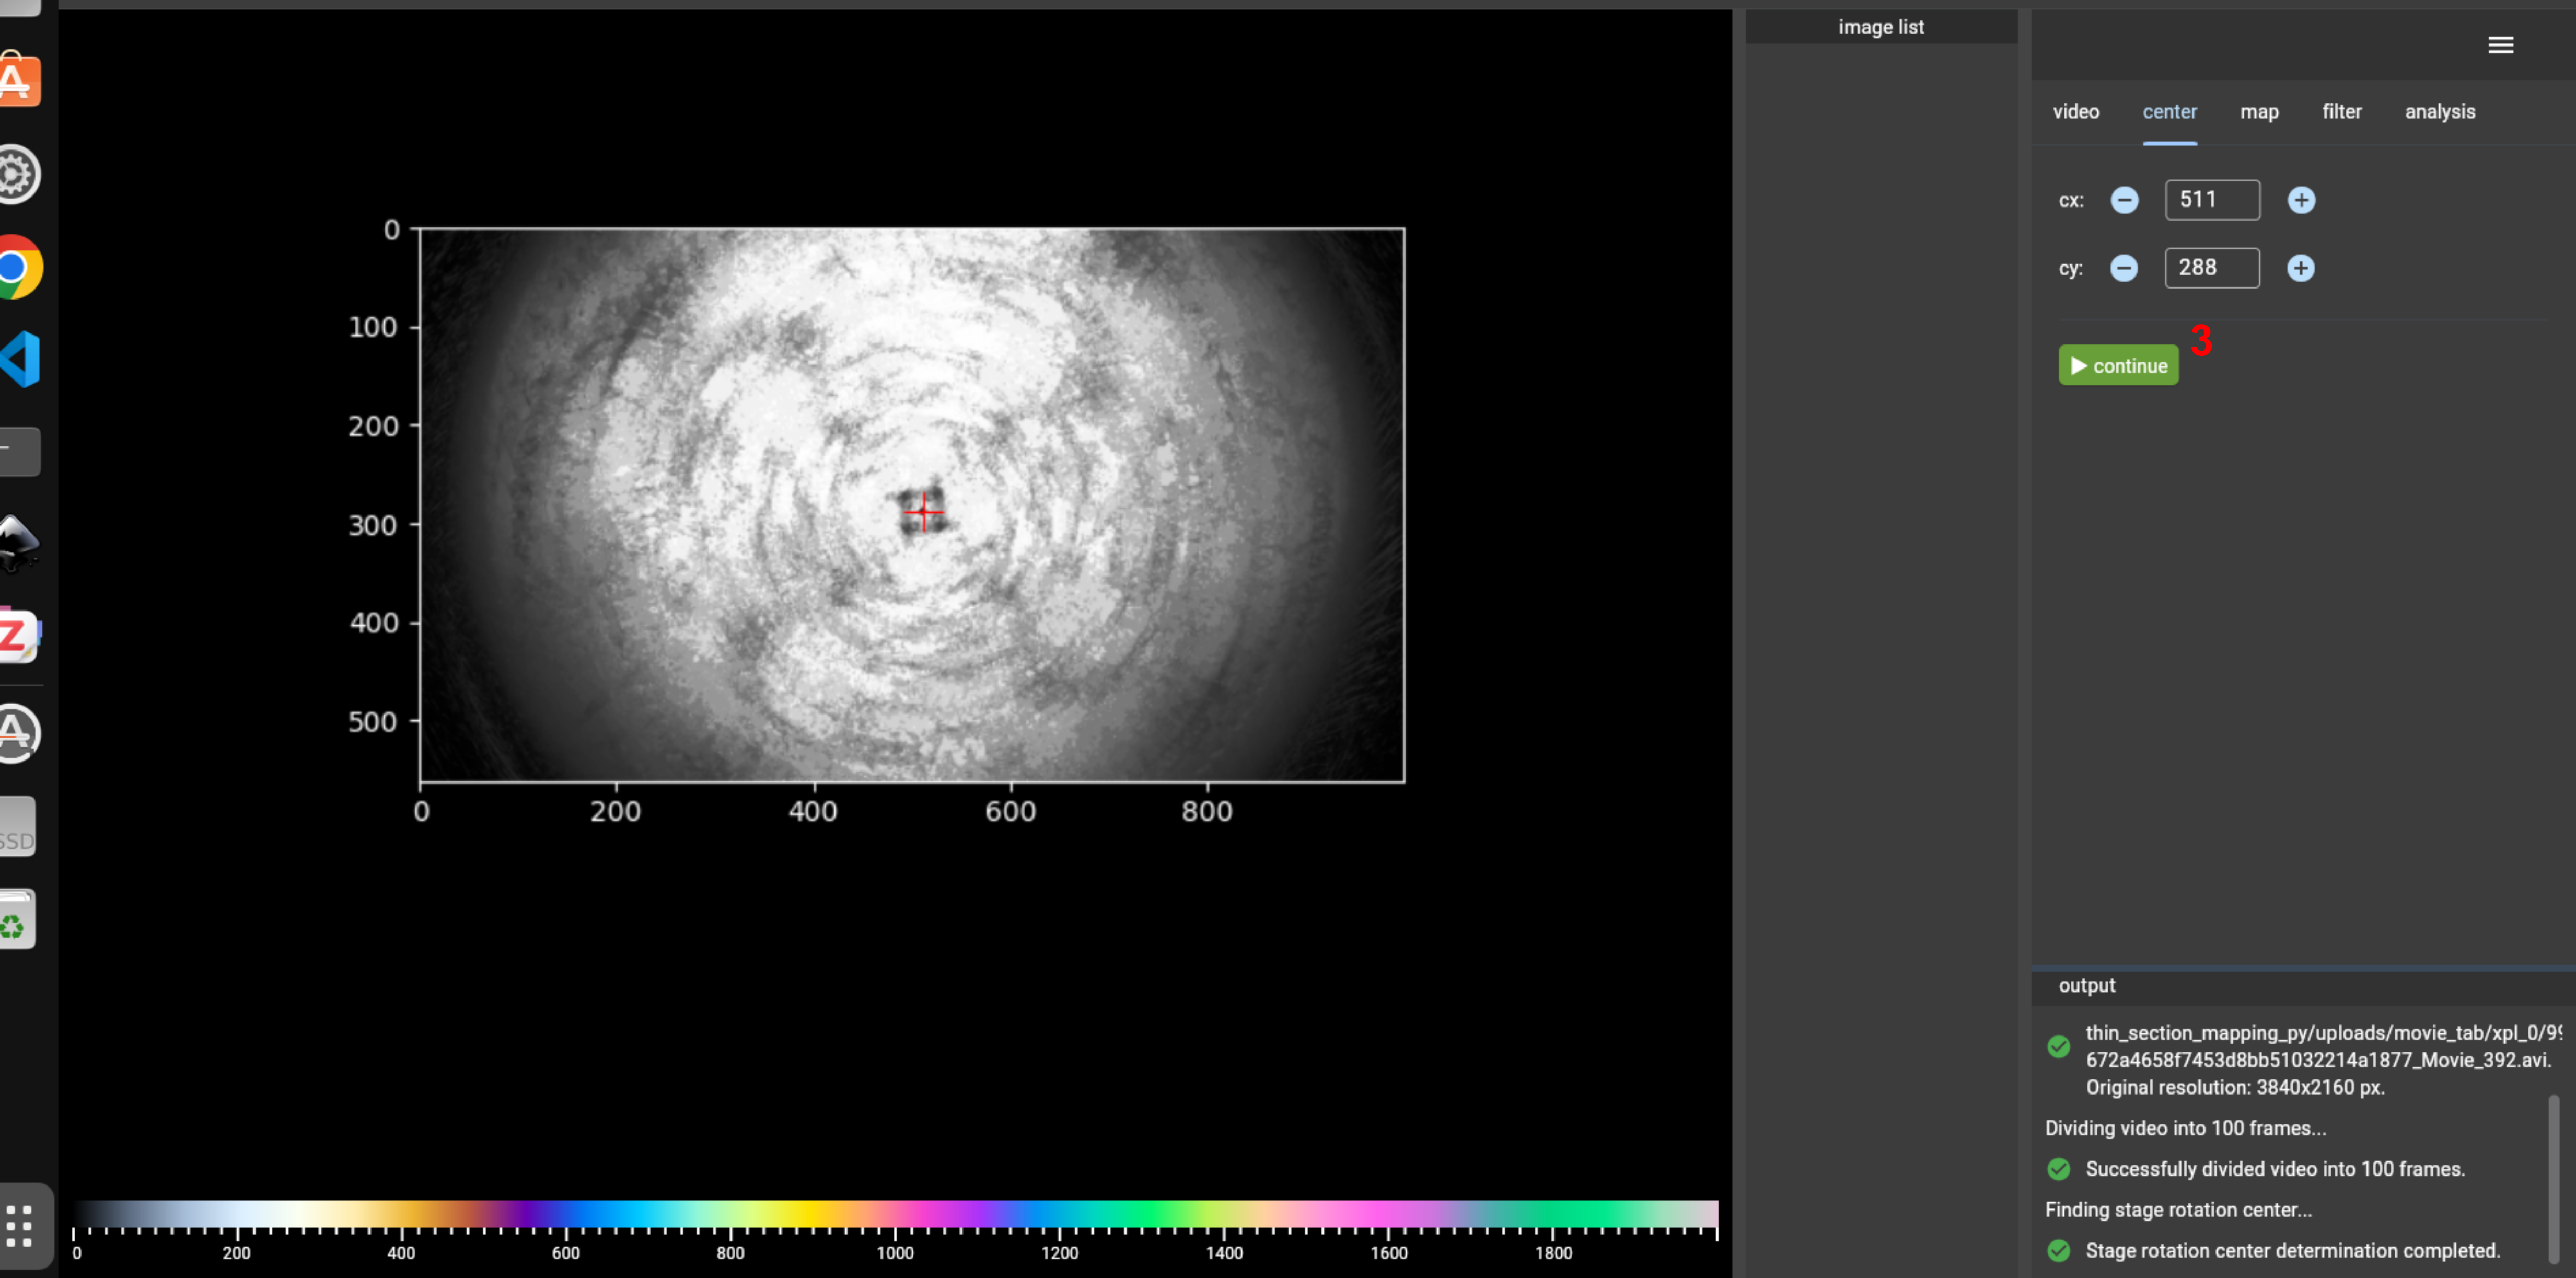 image list
video center map filter analysis
cx: 511
cy: 288
3
continue
0
100
200
300
400
500
0 200 400 600 800
SSD
output
thin_section_mapping_py/uploads/movie_tab/xpl_0/99
672a4658f7453d8bb51032214a1877_Movie_392.avi.
Original resolution: 3840x2160 px.
Dividing video into 100 frames...
Successfully divided video into 100 frames.
Finding stage rotation center...
Stage rotation center determination completed.
0 200 400 600 800 1000 1200 1400 1600 1800